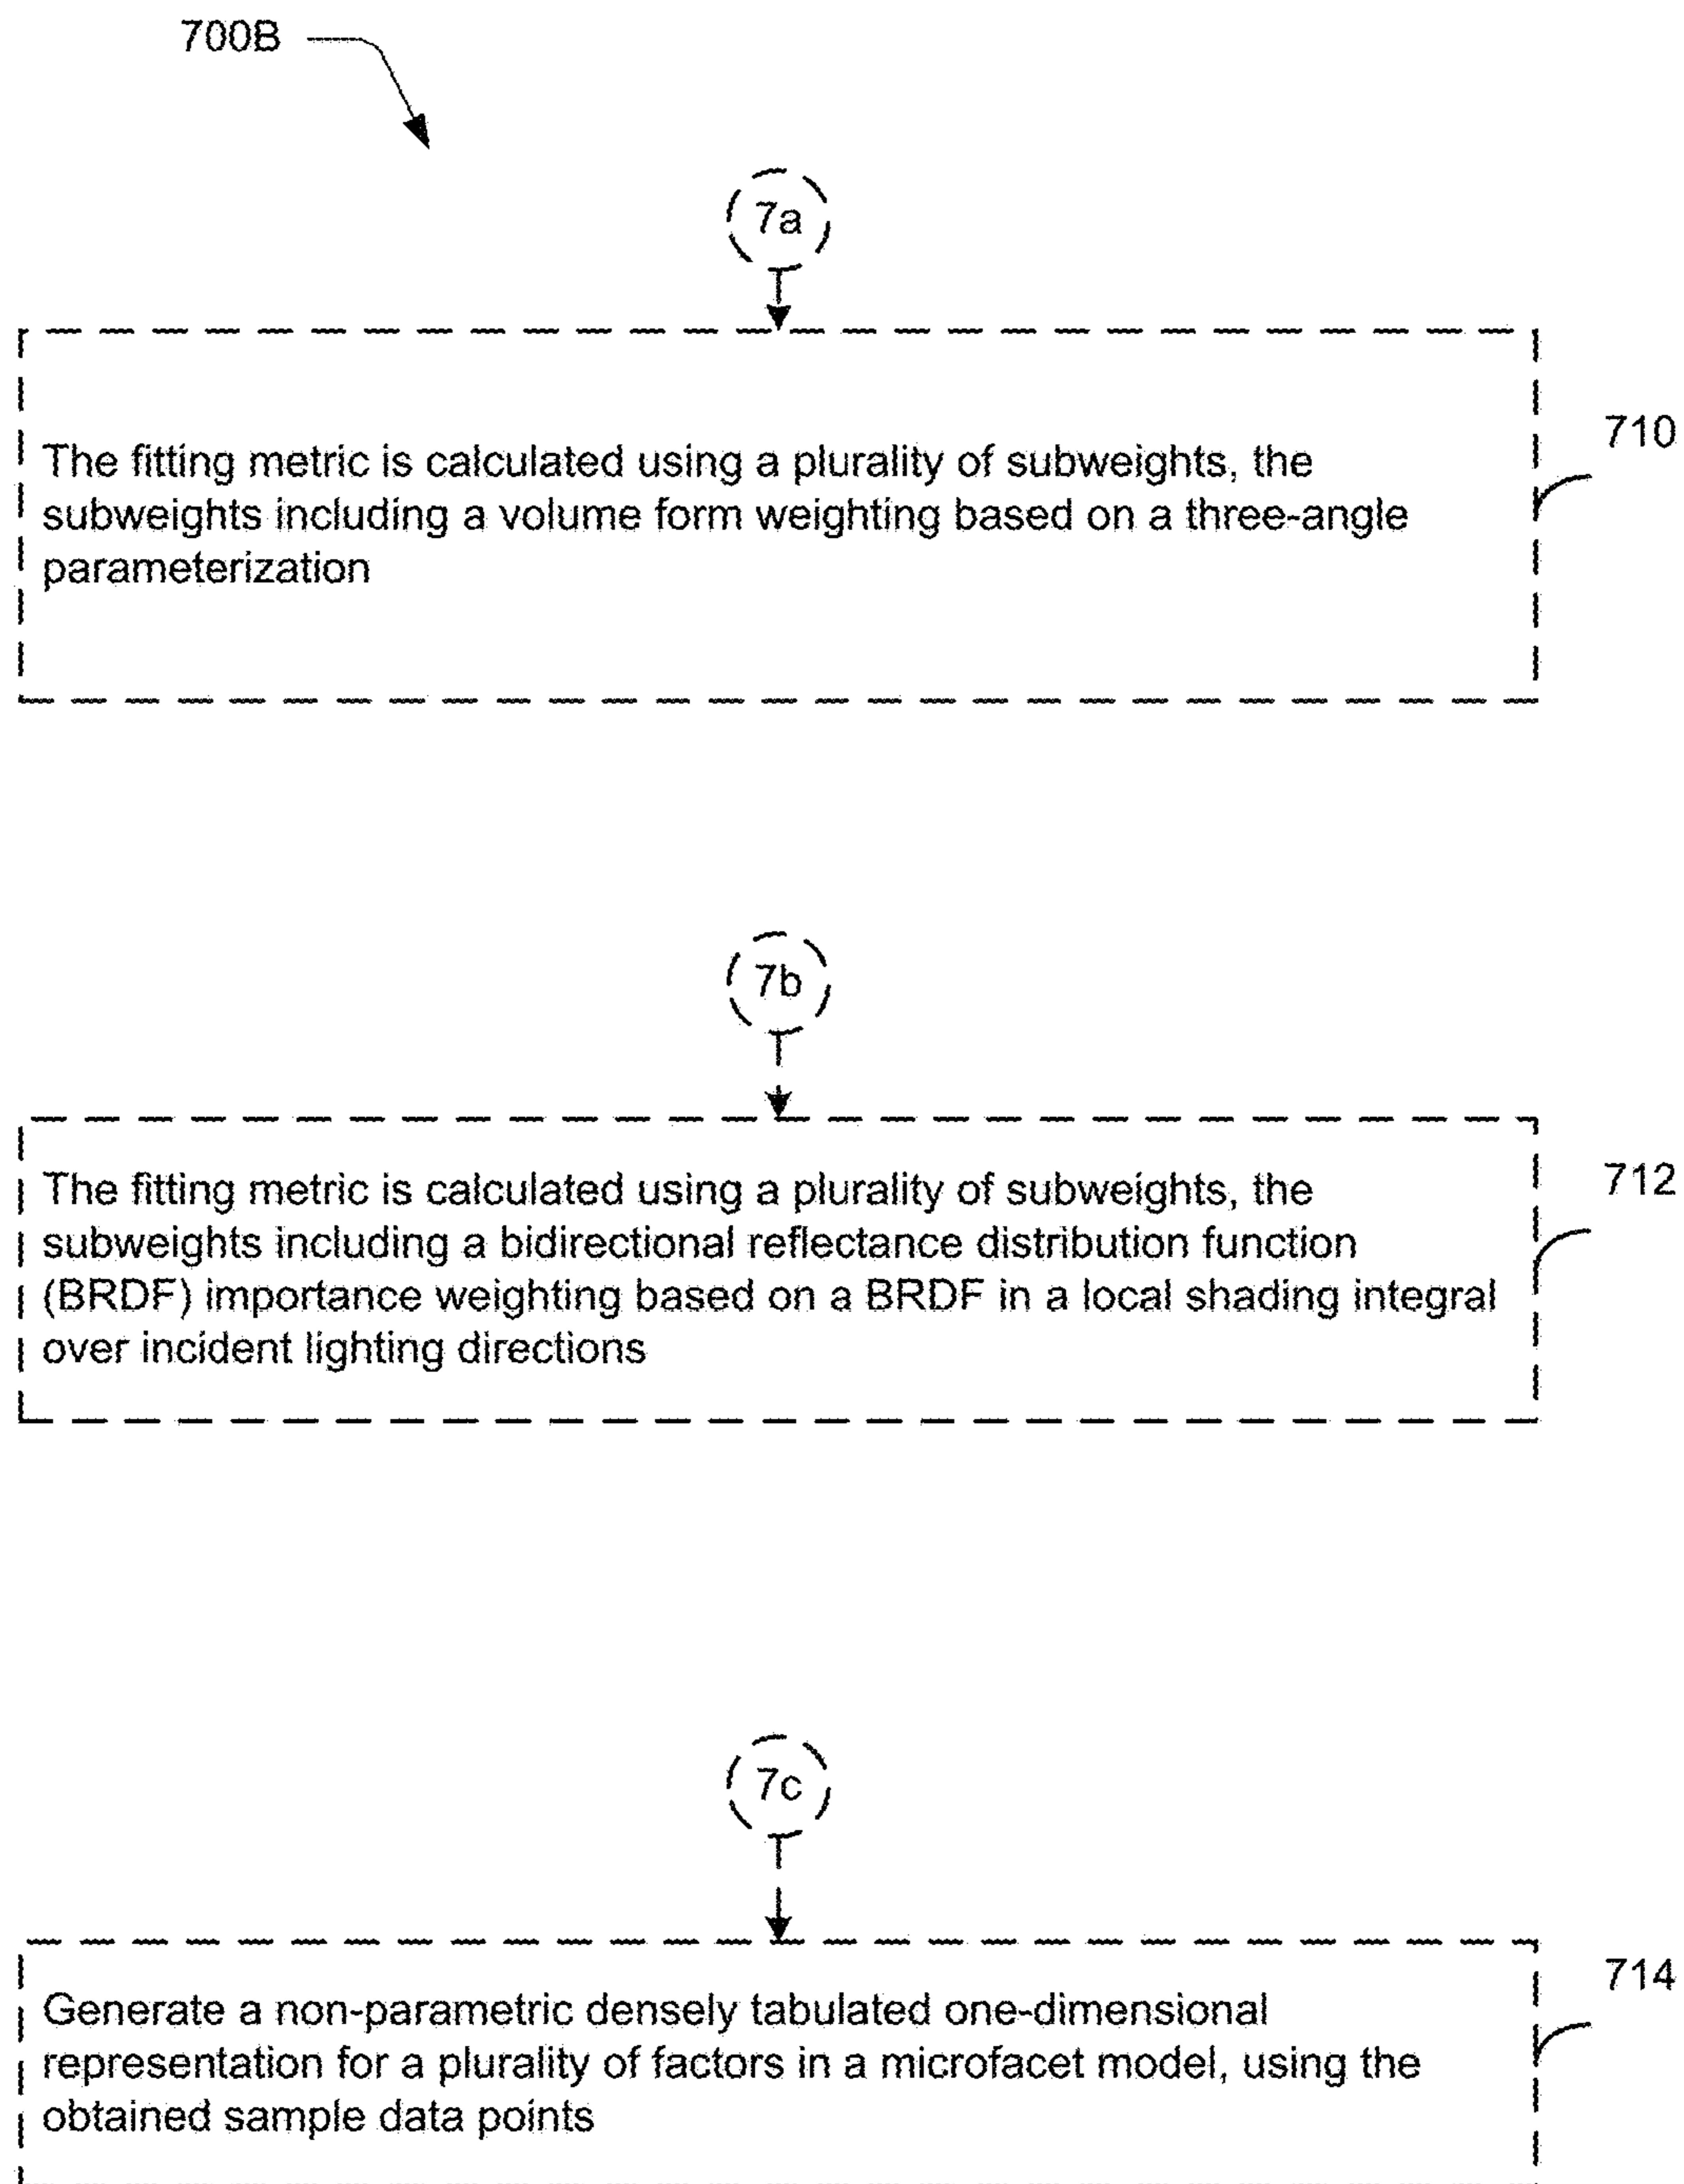 700B
7a
The fitting metric is calculated using a plurality of subweights, the
subweights including a volume form weighting based on a three-angle
parameterization
710
7b
The fitting metric is calculated using a plurality of subweights, the
subweights including a bidirectional reflectance distribution function
(BRDF) importance weighting based on a BRDF in a local shading integral
over incident lighting directions
712
7c
Generate a non-parametric densely tabulated one-dimensional
representation for a plurality of factors in a microfacet model, using the
obtained sample data points
714